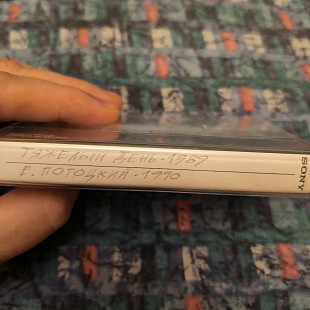 ТЯЖЕЛЫЙ ДЕНЬ - 1989
Е. ПОТОЦКИЙ - 1990
SONY